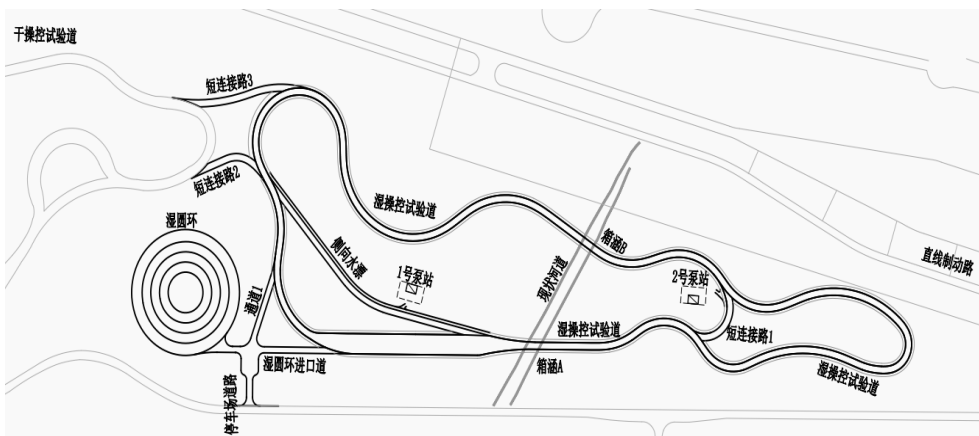 干操控试验道
短连接路3
短连接路2
湿操控试验道
湿圆环
侧向水漂
1号泵站
通道1
湿圆环进口道
停车场道路
现状河道
箱涵B
2号泵站
直线制动路
湿操控试验道
短连接路1
箱涵A
湿操控试验道